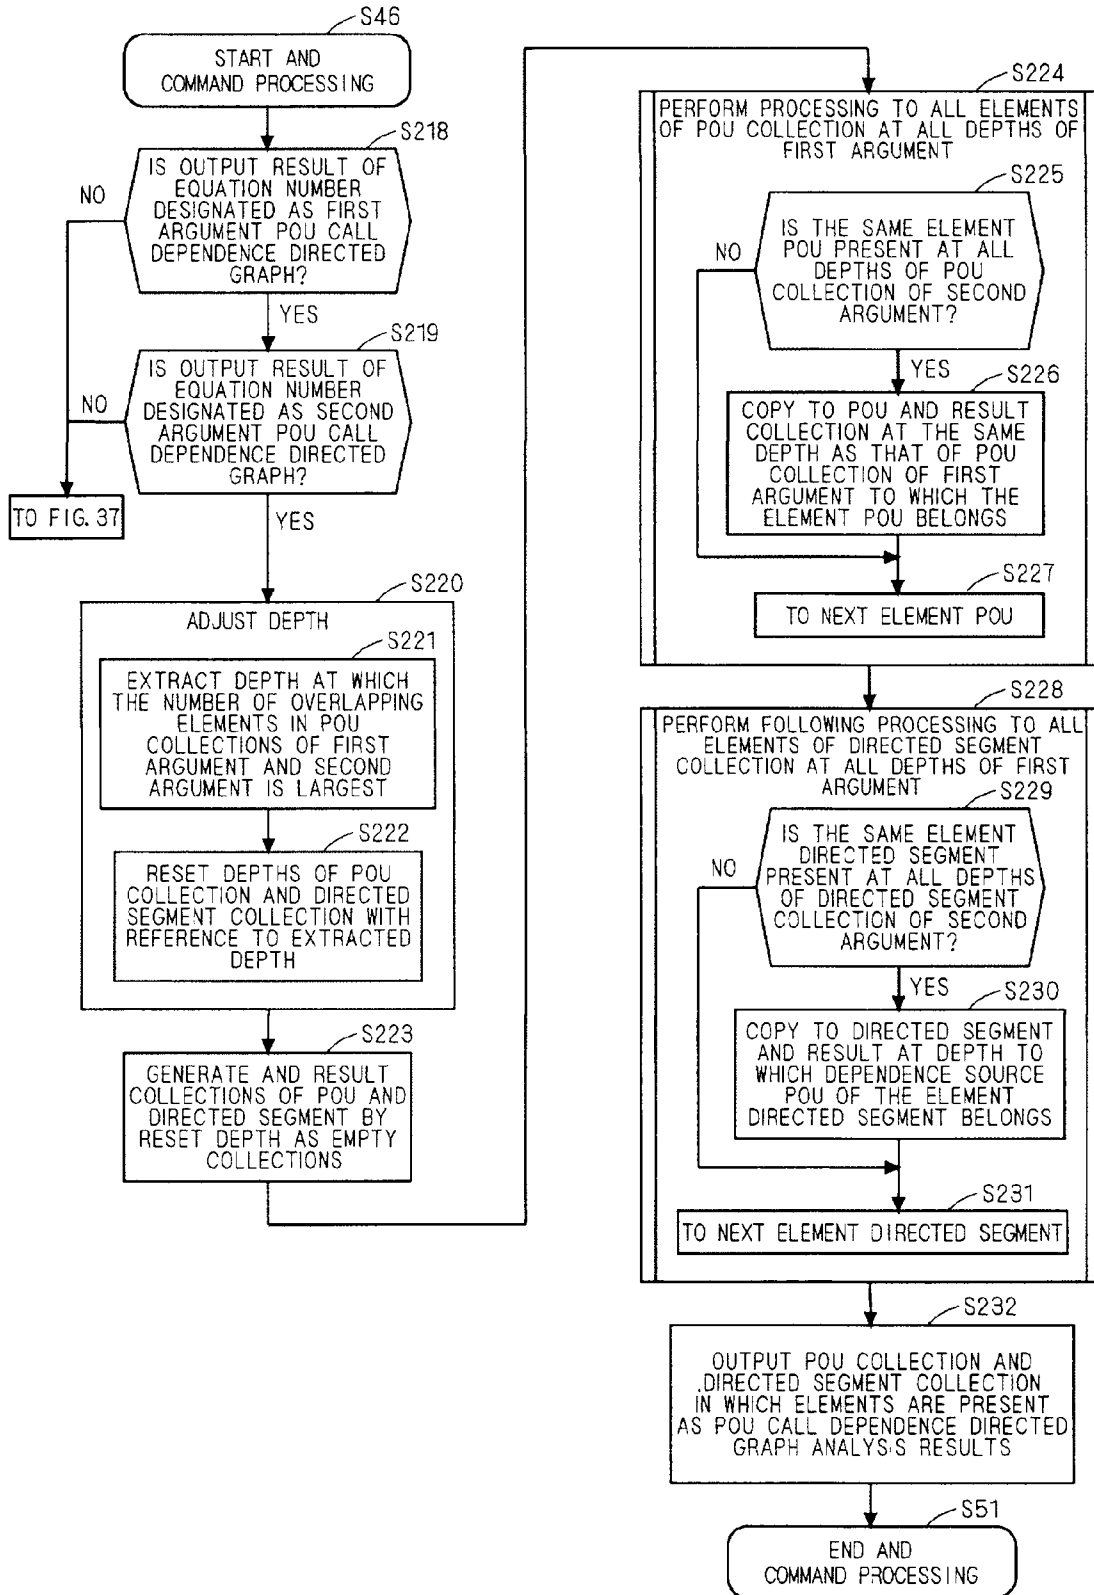 S46
START AND
COMMAND PROCESSING
S218
IS OUTPUT RESULT OF
EQUATION NUMBER
DESIGNATED AS FIRST
ARGUMENT POU CALL
DEPENDENCE DIRECTED
GRAPH?
NO
YES
S219
IS OUTPUT RESULT OF
EQUATION NUMBER
DESIGNATED AS SECOND
ARGUMENT POU CALL
DEPENDENCE DIRECTED
GRAPH?
NO
TO FIG. 37
YES
S220
ADJUST DEPTH
S221
EXTRACT DEPTH AT WHICH
THE NUMBER OF OVERLAPPING
ELEMENTS IN POU
COLLECTIONS OF FIRST
ARGUMENT AND SECOND
ARGUMENT IS LARGEST
S222
RESET DEPTHS OF POU
COLLECTION AND DIRECTED
SEGMENT COLLECTION WITH
REFERENCE TO EXTRACTED
DEPTH
S223
GENERATE AND RESULT
COLLECTIONS OF POU AND
DIRECTED SEGMENT BY
RESET DEPTH AS EMPTY
COLLECTIONS
S224
PERFORM PROCESSING TO ALL ELEMENTS
OF POU COLLECTION AT ALL DEPTHS OF
FIRST ARGUMENT
S225
IS THE SAME ELEMENT
POU PRESENT AT ALL
DEPTHS OF POU
COLLECTION OF SECOND
ARGUMENT?
NO
YES
S226
COPY TO POU AND RESULT
COLLECTION AT THE SAME
DEPTH AS THAT OF POU
COLLECTION OF FIRST
ARGUMENT TO WHICH THE
ELEMENT POU BELONGS
S227
TO NEXT ELEMENT POU
S228
PERFORM FOLLOWING PROCESSING TO ALL
ELEMENTS OF DIRECTED SEGMENT
COLLECTION AT ALL DEPTHS OF FIRST
ARGUMENT
S229
IS THE SAME ELEMENT
DIRECTED SEGMENT
PRESENT AT ALL DEPTHS
OF DIRECTED SEGMENT
COLLECTION OF SECOND
ARGUMENT?
NO
YES
S230
COPY TO DIRECTED SEGMENT
AND RESULT AT DEPTH TO
WHICH DEPENDENCE SOURCE
POU OF THE ELEMENT
DIRECTED SEGMENT BELONGS
S231
TO NEXT ELEMENT DIRECTED SEGMENT
S232
OUTPUT POU COLLECTION AND
DIRECTED SEGMENT COLLECTION
IN WHICH ELEMENTS ARE PRESENT
AS POU CALL DEPENDENCE DIRECTED
GRAPH ANALYSIS RESULTS
S51
END AND
COMMAND PROCESSING